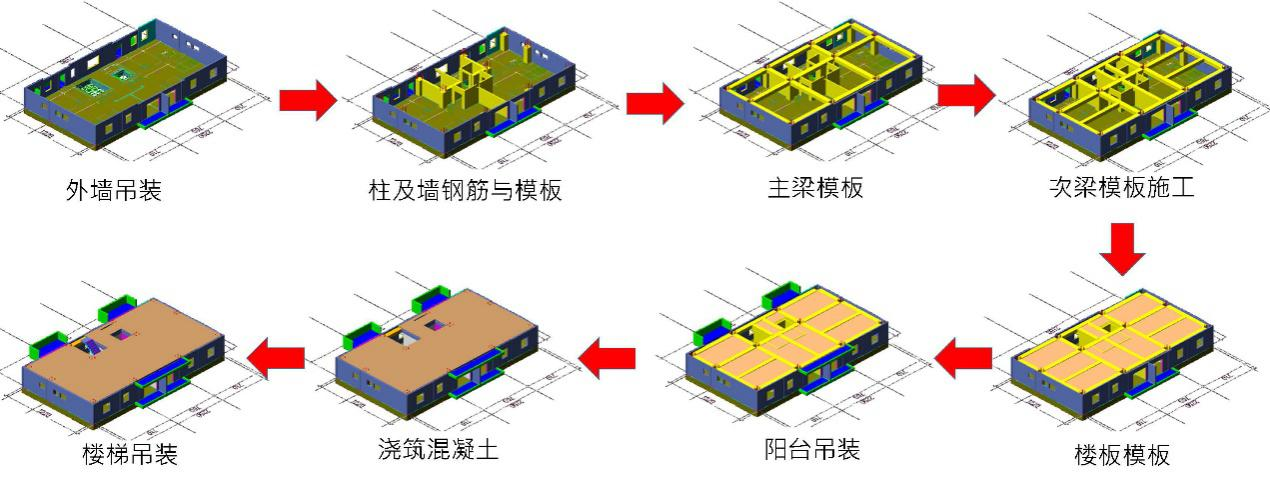 外墙吊装
柱及墙钢筋与模板
主梁模板
次梁模板施工
楼板模板
阳台吊装
浇筑混凝土
楼梯吊装